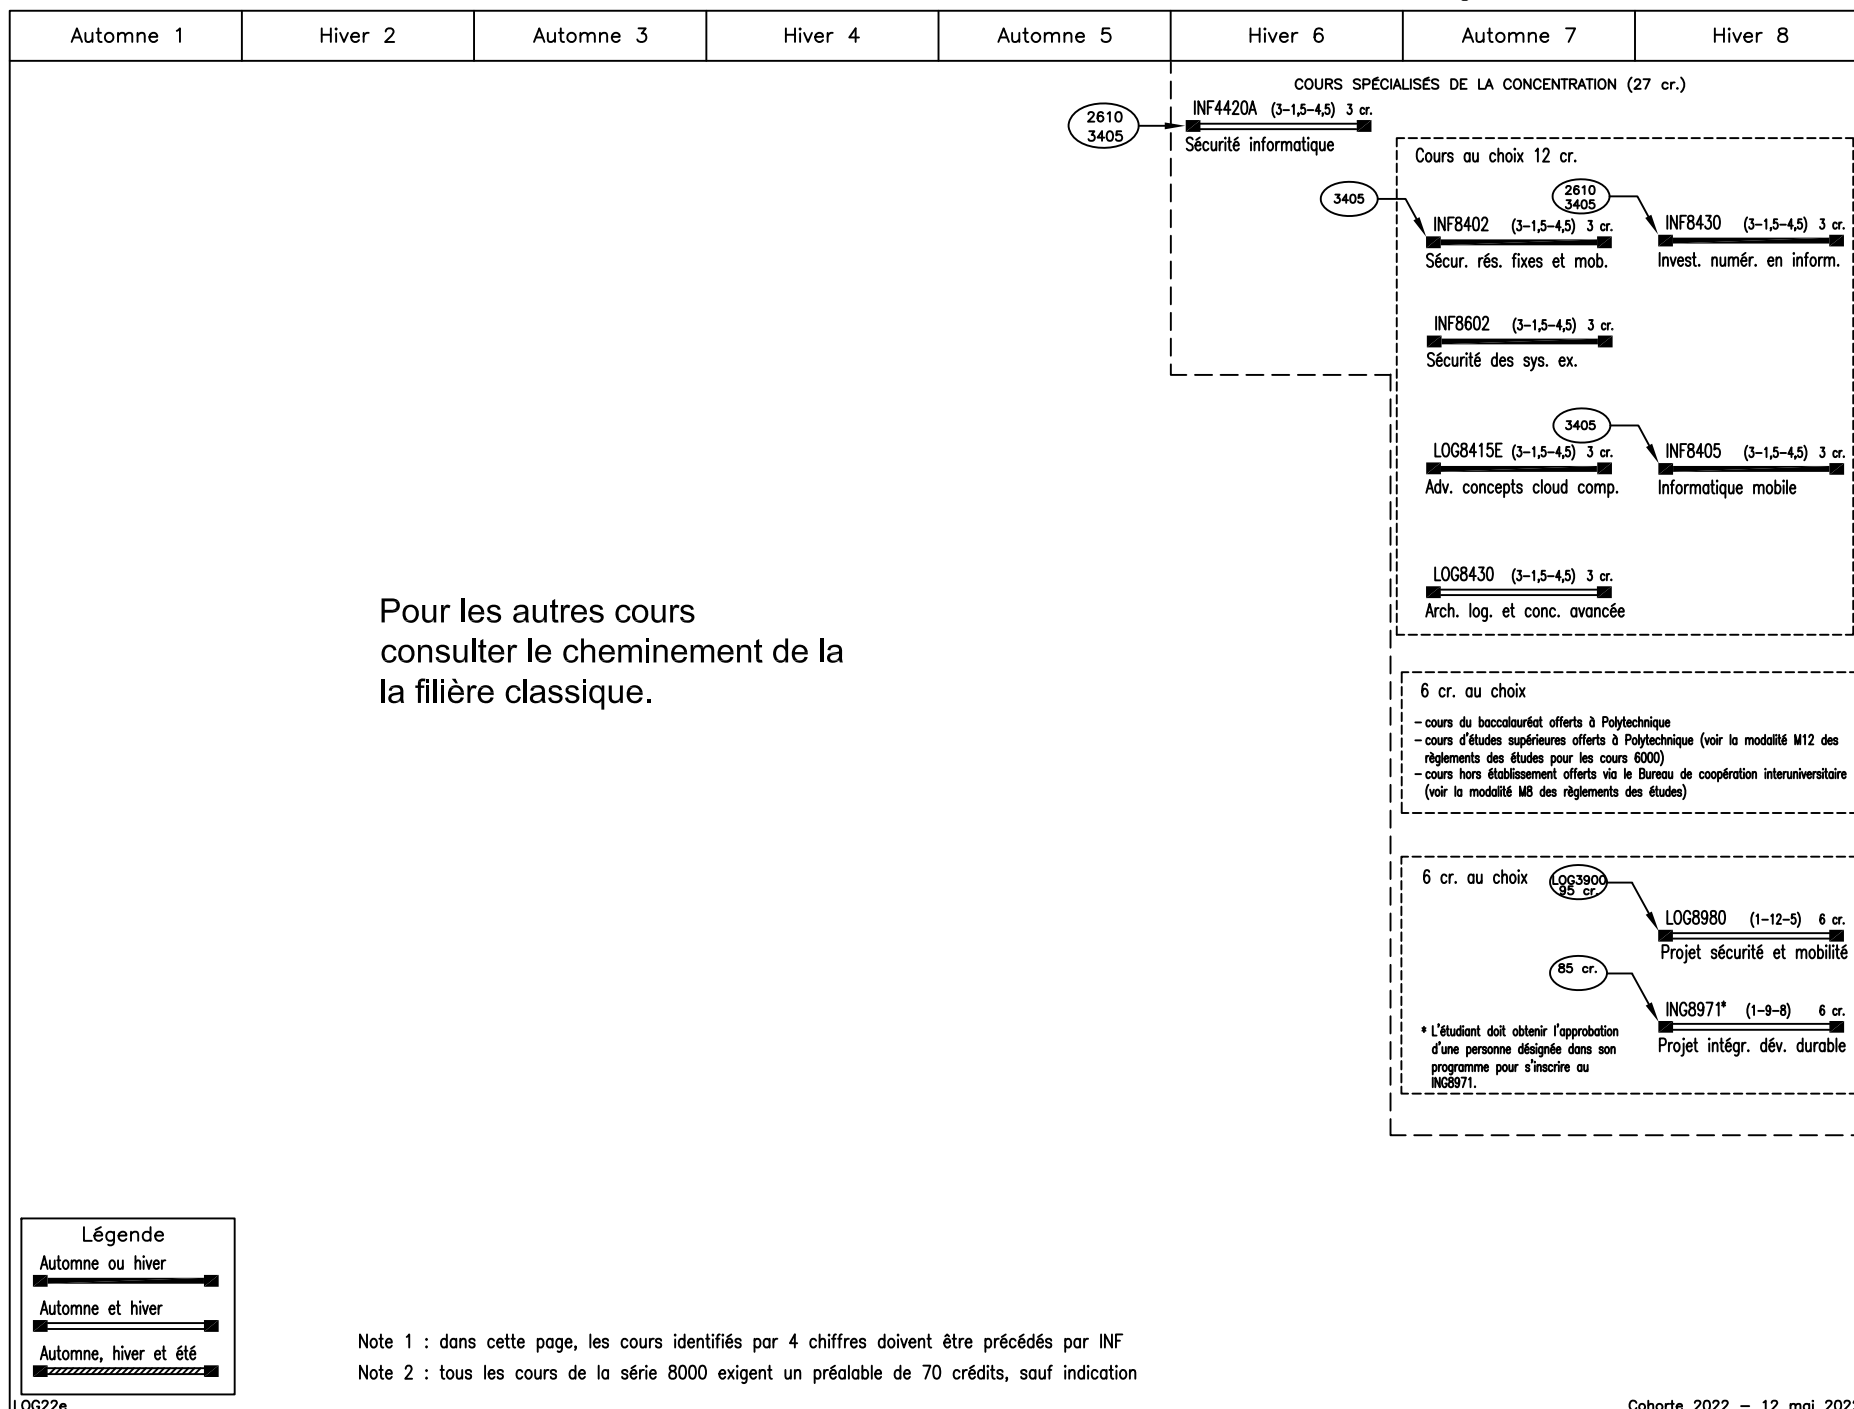 Automne 1
Hiver 2
Automne 3
Hiver 4
Automne 5
Hiver 6
Automne 7
Hiver 8
COURS SPÉCIALISÉS DE LA CONCENTRATION (27 cr.)
2610
3405
INF4420A (3-1,5-4,5) 3 cr.
Sécurité informatique
Cours au choix 12 cr.
3405
INF8402 (3-1,5-4,5) 3 cr.
Sécur. rés. fixes et mob.
2610
3405
INF8430 (3-1,5-4,5) 3 cr.
Invest. numér. en inform.
INF8602 (3-1,5-4,5) 3 cr.
Sécurité des sys. ex.
LOG8415E (3-1,5-4,5) 3 cr.
Adv. concepts cloud comp.
3405
INF8405 (3-1,5-4,5) 3 cr.
Informatique mobile
LOG8430 (3-1,5-4,5) 3 cr.
Arch. log. et conc. avancée
Pour les autres cours
consulter le cheminement de la
la filière classique.
6 cr. au choix
- cours du baccalauréat offerts à Polytechnique
- cours d'études supérieures offerts à Polytechnique (voir la modalité M12 des
règlements des études pour les cours 6000)
- cours hors établissement offerts via le Bureau de coopération interuniversitaire
(voir la modalité M8 des règlements des études)
6 cr. au choix
LOG3900
95 cr.
LOG8980 (1-12-5) 6 cr.
Projet sécurité et mobilité
85 cr.
ING8971* (1-9-8) 6 cr.
Projet intégr. dév. durable
* L'étudiant doit obtenir l'approbation
d'une personne désignée dans son
programme pour s'inscrire au
ING8971.
Légende
Automne ou hiver
Automne et hiver
Automne, hiver et été
Note 1 : dans cette page, les cours identifiés par 4 chiffres doivent être précédés par INF
Note 2 : tous les cours de la série 8000 exigent un préalable de 70 crédits, sauf indication
LOG22e
Cohorte 2022 - 12 mai 2022